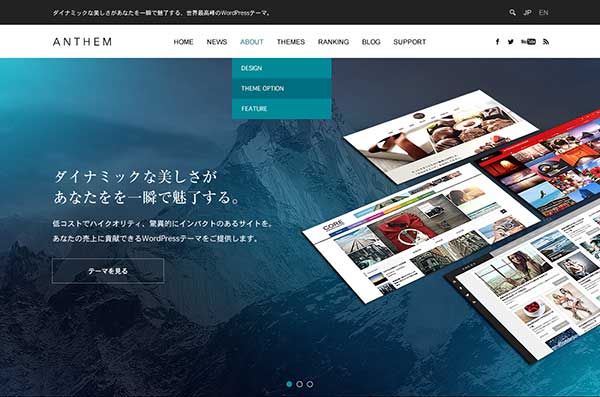 ダイナミックな美しさがあなたを一瞬で魅了する、世界最高峰のWordPressテーマ。
JP EN
ANTHEM
HOME NEWS ABOUT THEMES RANKING BLOG SUPPORT
YouTube
DESIGN
THEME OPTION
FEATURE
ダイナミックな美しさが
あなたをを一瞬で魅了する。
低コストでハイクオリティ、驚異的にインパクトのあるサイトを。
あなたの売上に貢献できるWordPressテーマをご提供します。
テーマを見る
CORE